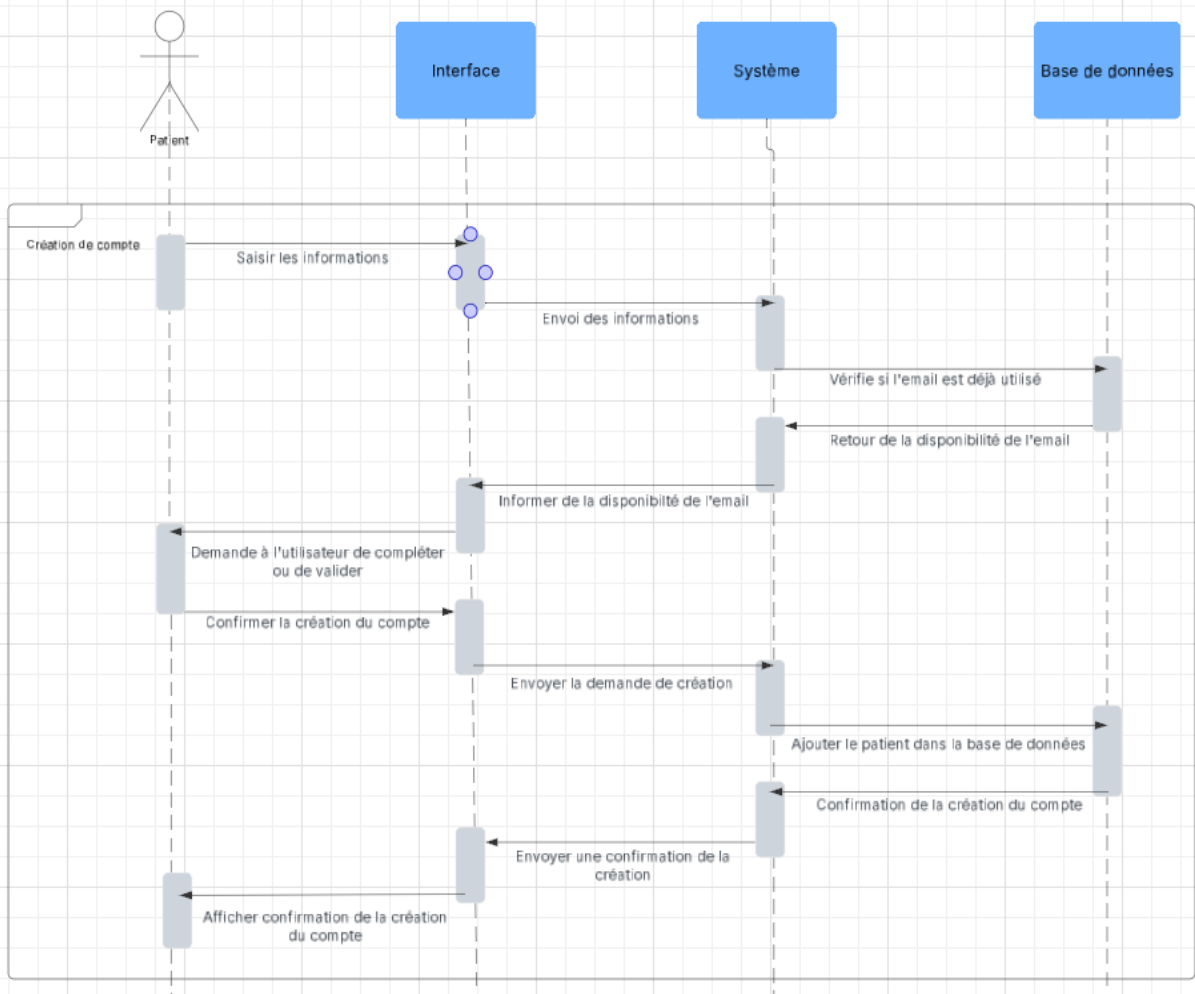 Patient
Interface
Système
Base de données
Création de compte
Saisir les informations
Envoi des informations
Vérifie si l'email est déjà utilisé
Retour de la disponibilité de l'email
Informer de la disponibilté de l'email
Demande à l'utilisateur de compléter
ou de valider
Confirmer la création du compte
Envoyer la demande de création
Ajouter le patient dans la base de données
Confirmation de la création du compte
Envoyer une confirmation de la
création
Afficher confirmation de la création
du compte